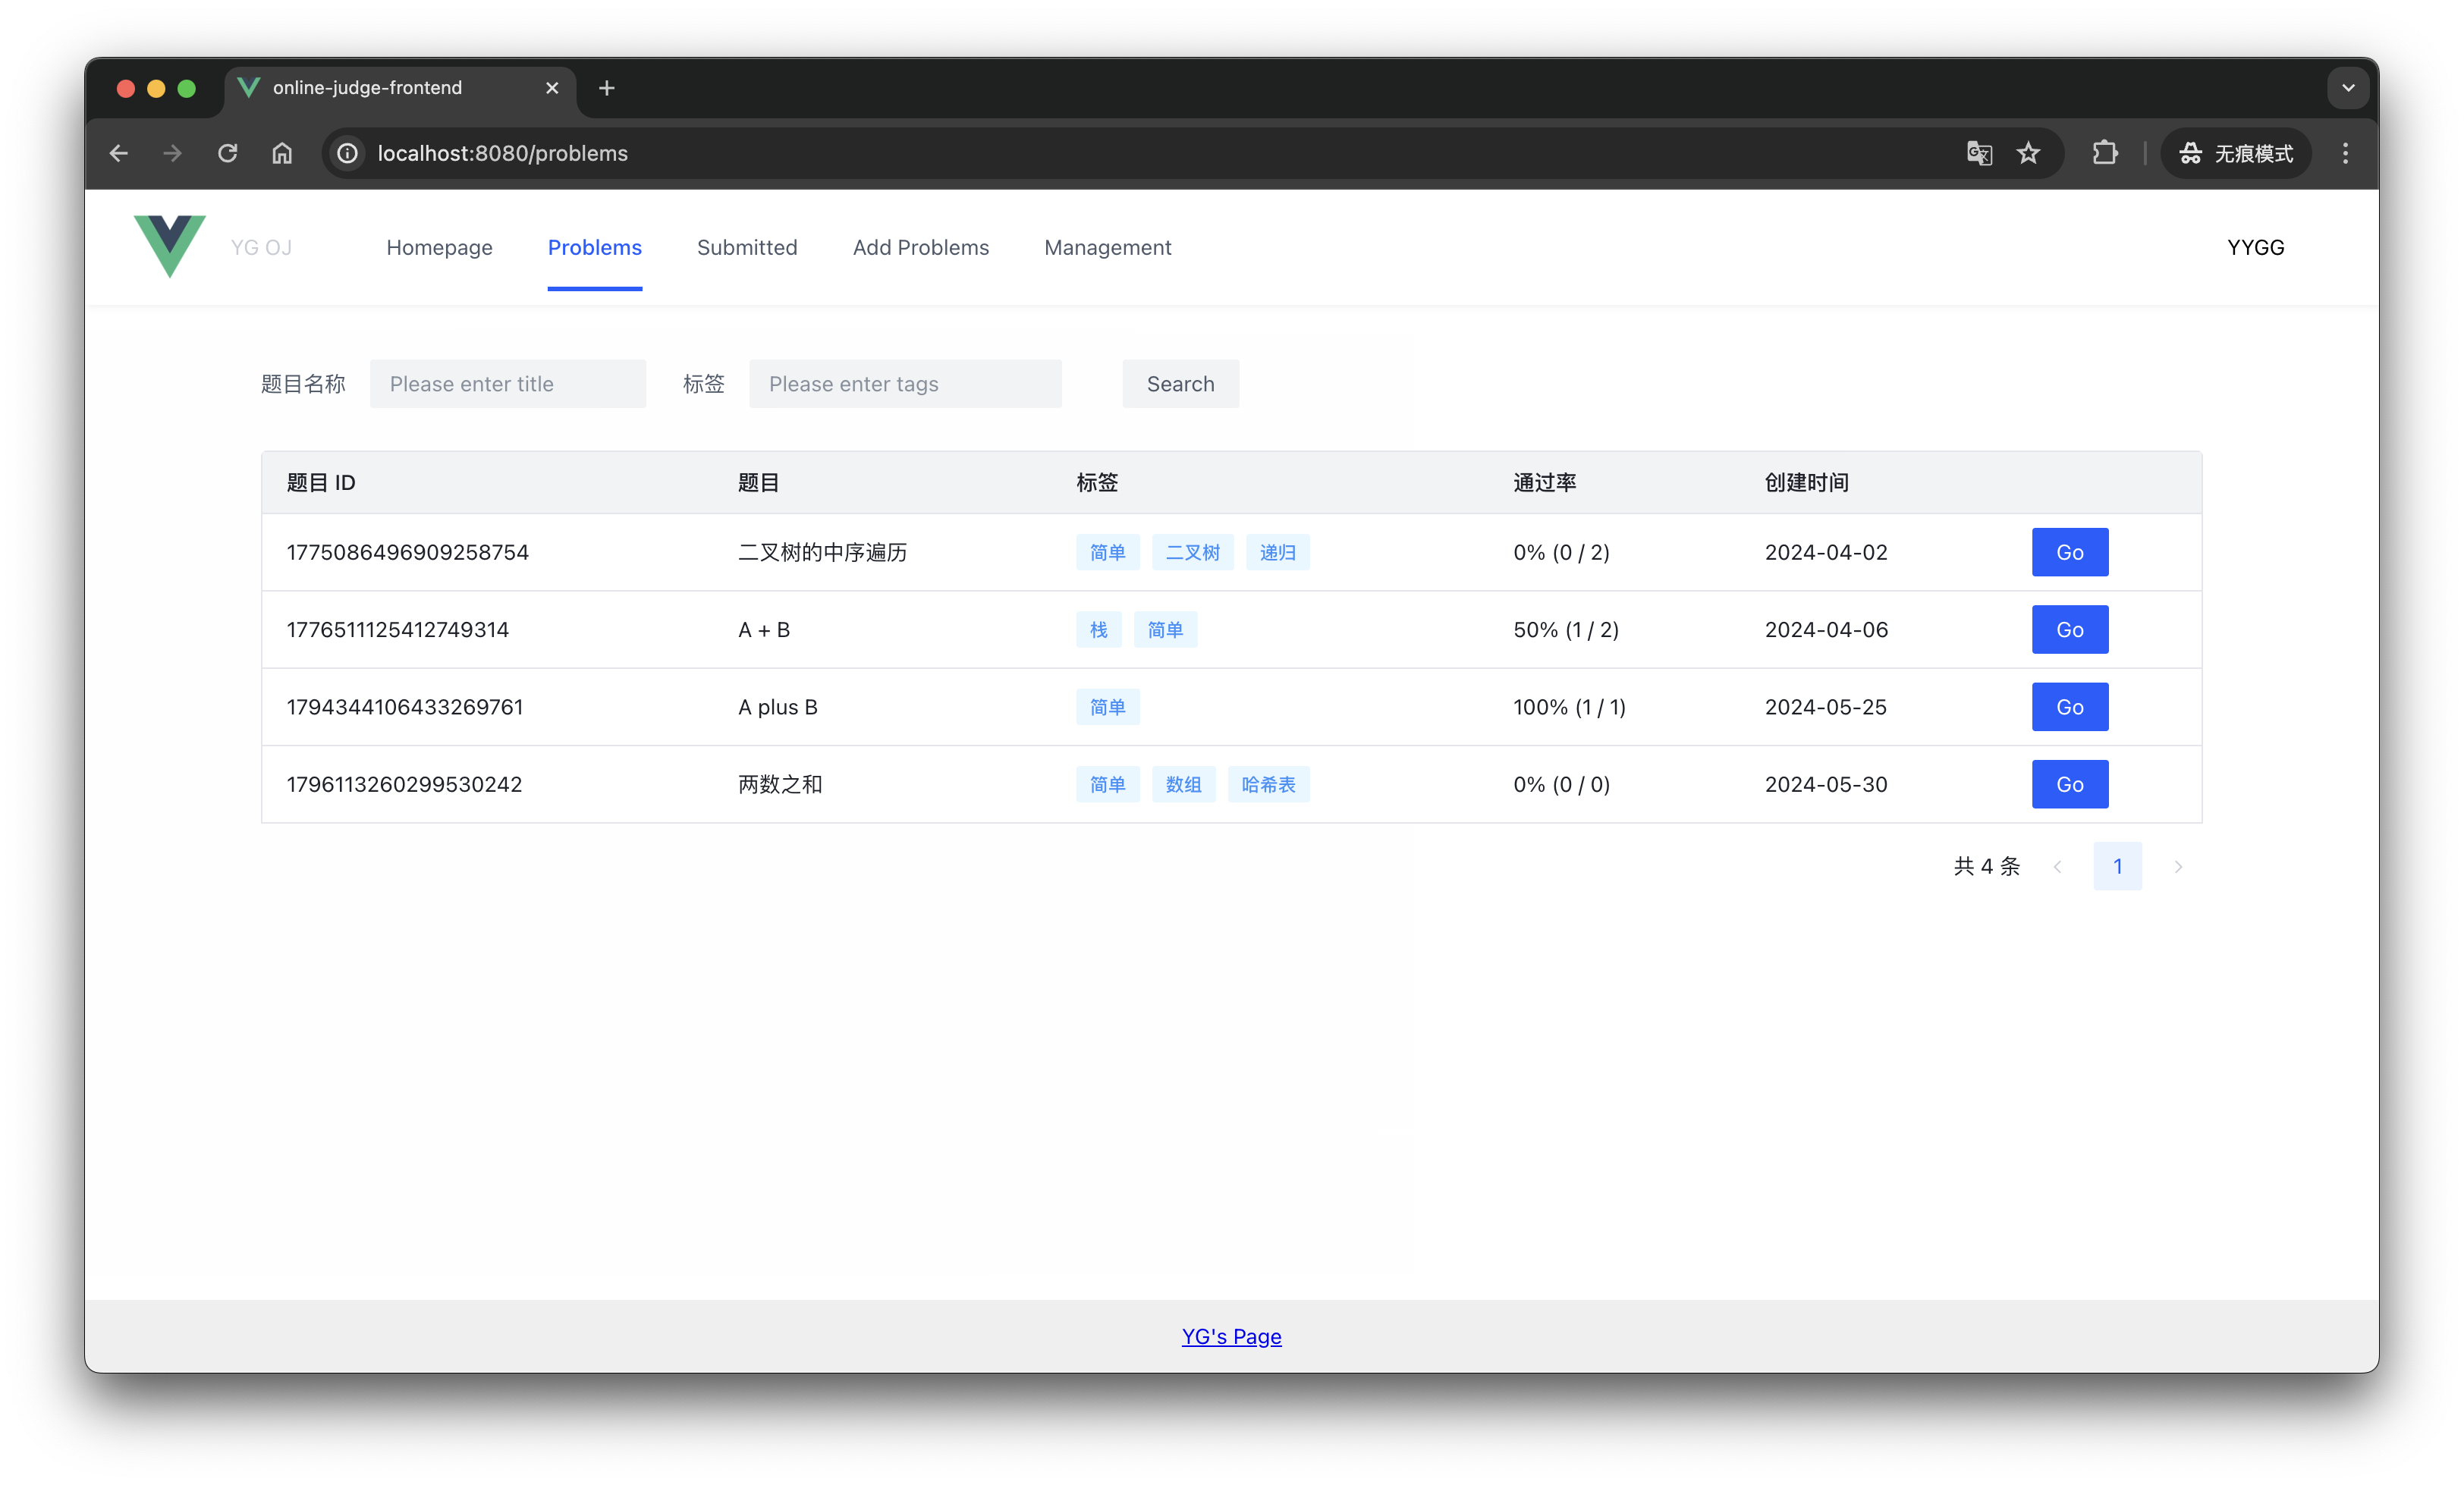 online-judge-frontend
localhost:8080/problems 无痕模式
YG OJ Homepage Problems Submitted Add Problems Management YYGG
题目名称 Please enter title 标签 Please enter tags Search
题目 ID 题目 标签 通过率 创建时间
1775086496909258754 二叉树的中序遍历 简单 二叉树 递归 0% (0 / 2) 2024-04-02 Go
1776511125412749314 A + B 栈 简单 50% (1 / 2) 2024-04-06 Go
1794344106433269761 A plus B 简单 100% (1 / 1) 2024-05-25 Go
1796113260299530242 两数之和 简单 数组 哈希表 0% (0 / 0) 2024-05-30 Go
共 4 条 1
YG's Page